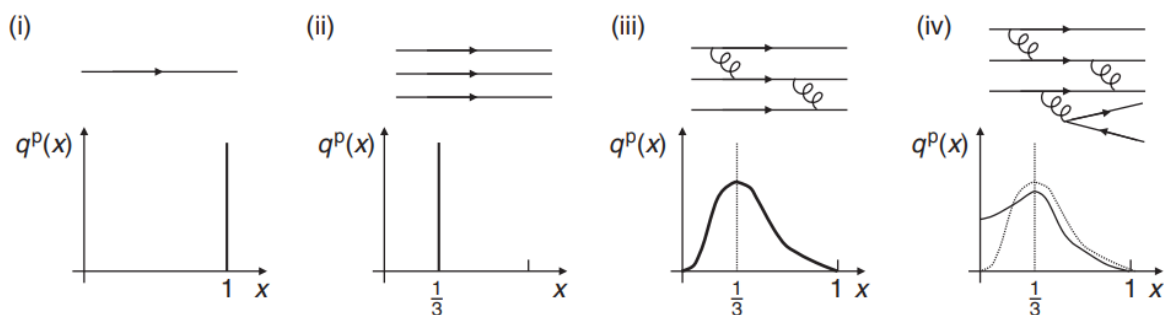 (i) (ii) (iii) (iv)
qᵖ(x) qᵖ(x) qᵖ(x) qᵖ(x)
1 x 1/3 x 1/3 1 x 1/3 1 x